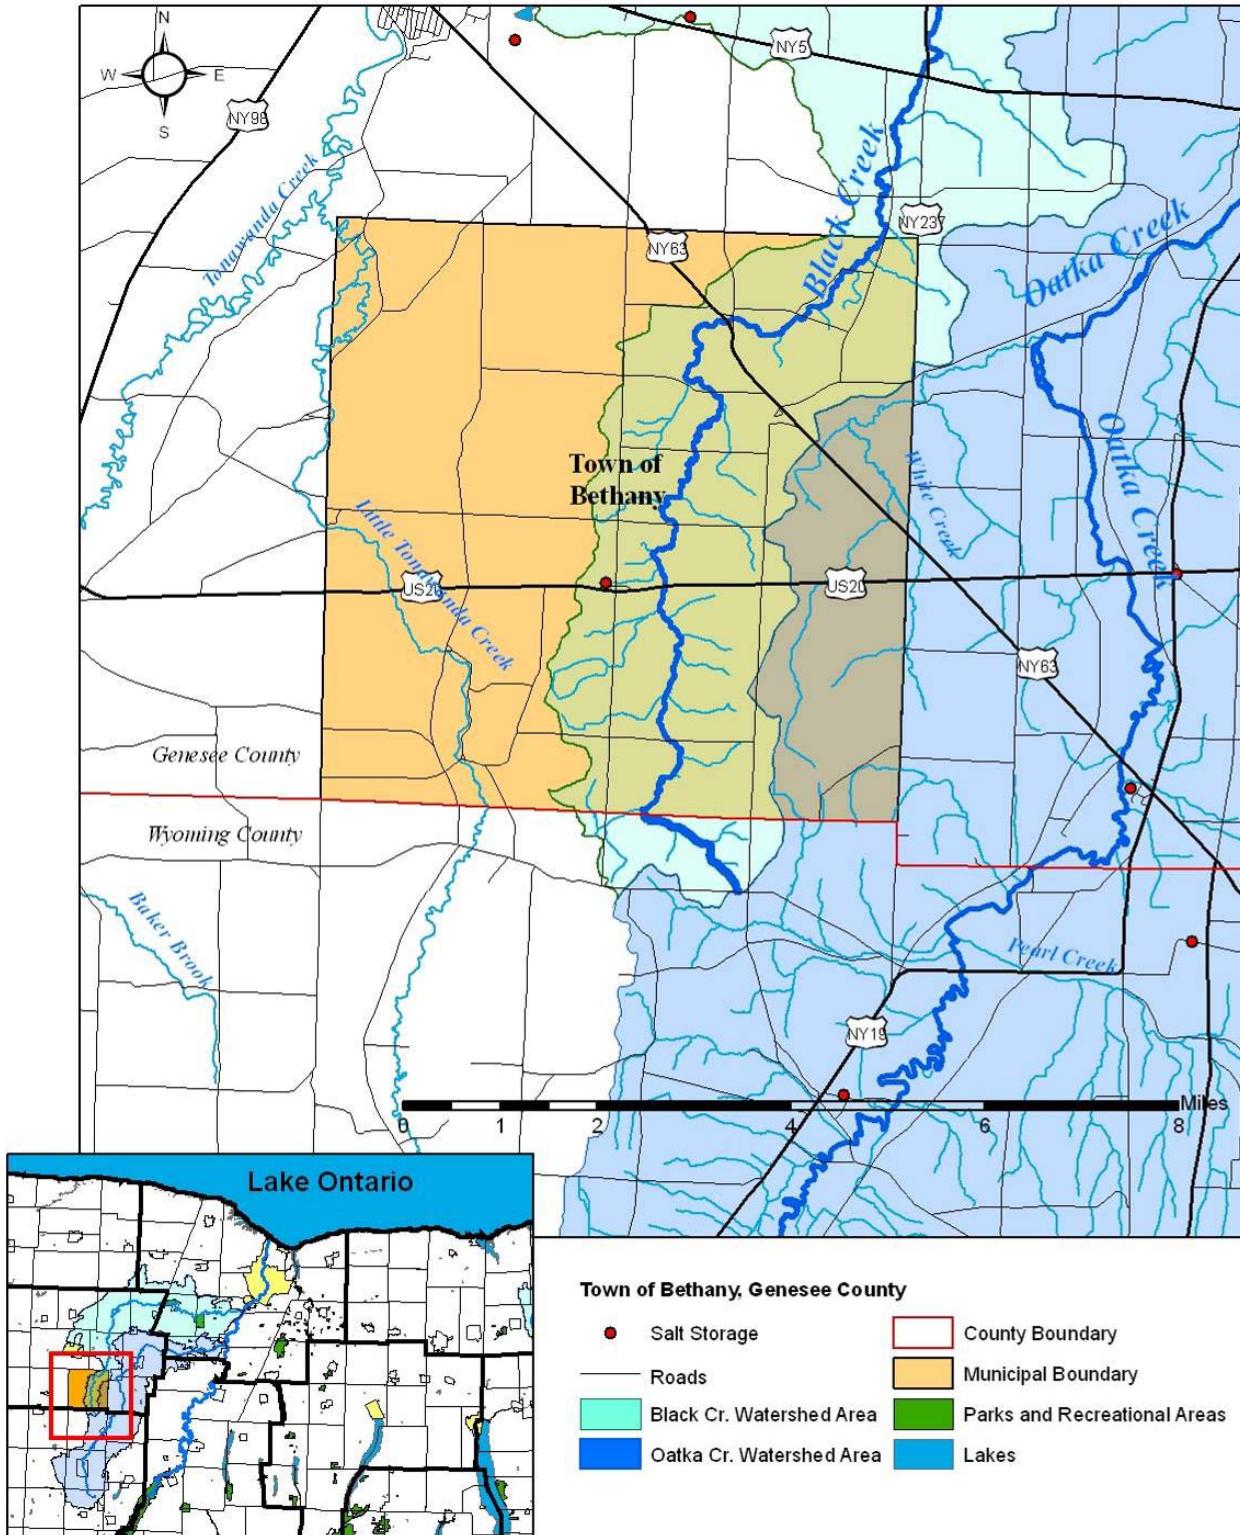 N
W E
S
NY98
NY5
Tonawanda Creek
Black Creek
NY63
NY237
Oatka Creek
Town of
Bethany
Oatka Creek
White Creek
Little Tonawanda Creek
US20
US20
NY63
Genesee County
Wyoming County
Baker Brook
Pearl Creek
NY19
Miles
0 1 2 4 6 8
Lake Ontario
Town of Bethany, Genesee County
Salt Storage
County Boundary
Roads
Municipal Boundary
Black Cr. Watershed Area
Parks and Recreational Areas
Oatka Cr. Watershed Area
Lakes